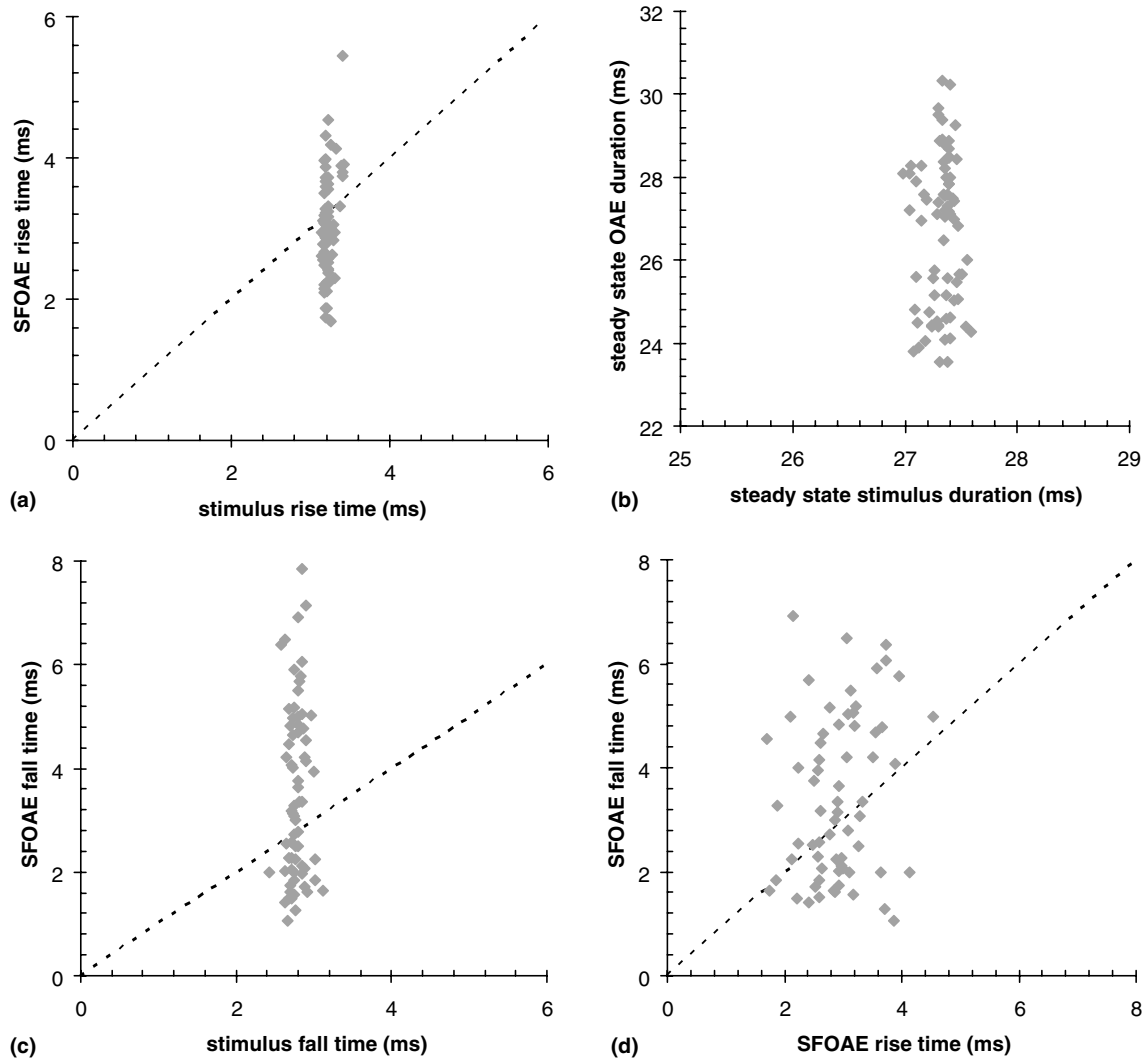 6
4
2
0
SFOAE rise time (ms)
0 2 4 6
stimulus rise time (ms)
(a)
32
30
28
26
24
22
steady state OAE duration (ms)
25 26 27 28 29
steady state stimulus duration (ms)
(b)
8
6
4
2
0
SFOAE fall time (ms)
0 2 4 6
stimulus fall time (ms)
(c)
8
6
4
2
0
SFOAE fall time (ms)
0 2 4 6 8
SFOAE rise time (ms)
(d)